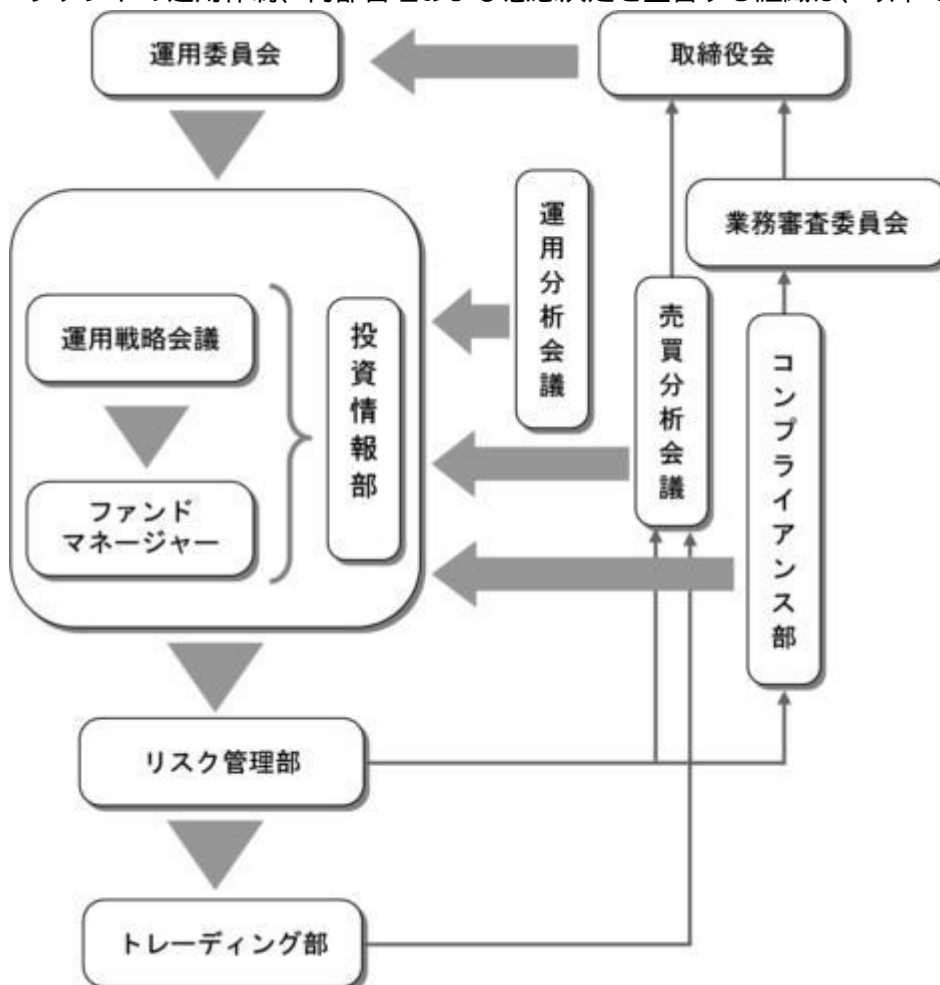 運用委員会
取締役会
運用分析会議
業務審査委員会
運用戦略会議
投資情報部
売買分析会議
コンプライアンス部
ファンド
マネージャー
リスク管理部
トレーディング部